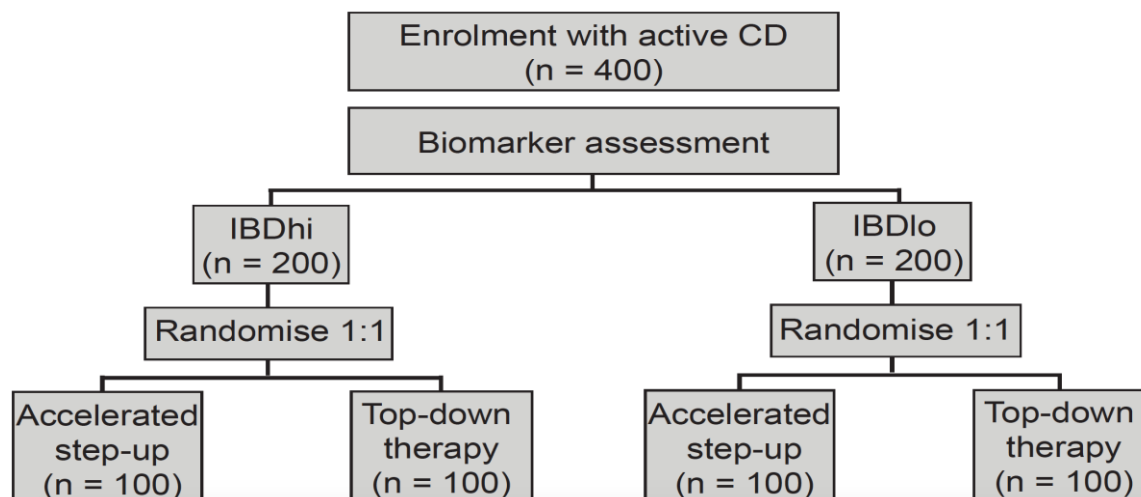 Enrolment with active CD
(n = 400)
Biomarker assessment
IBDhi
(n = 200)
IBDlo
(n = 200)
Randomise 1:1
Randomise 1:1
Accelerated
step-up
(n = 100)
Top-down
therapy
(n = 100)
Accelerated
step-up
(n = 100)
Top-down
therapy
(n = 100)